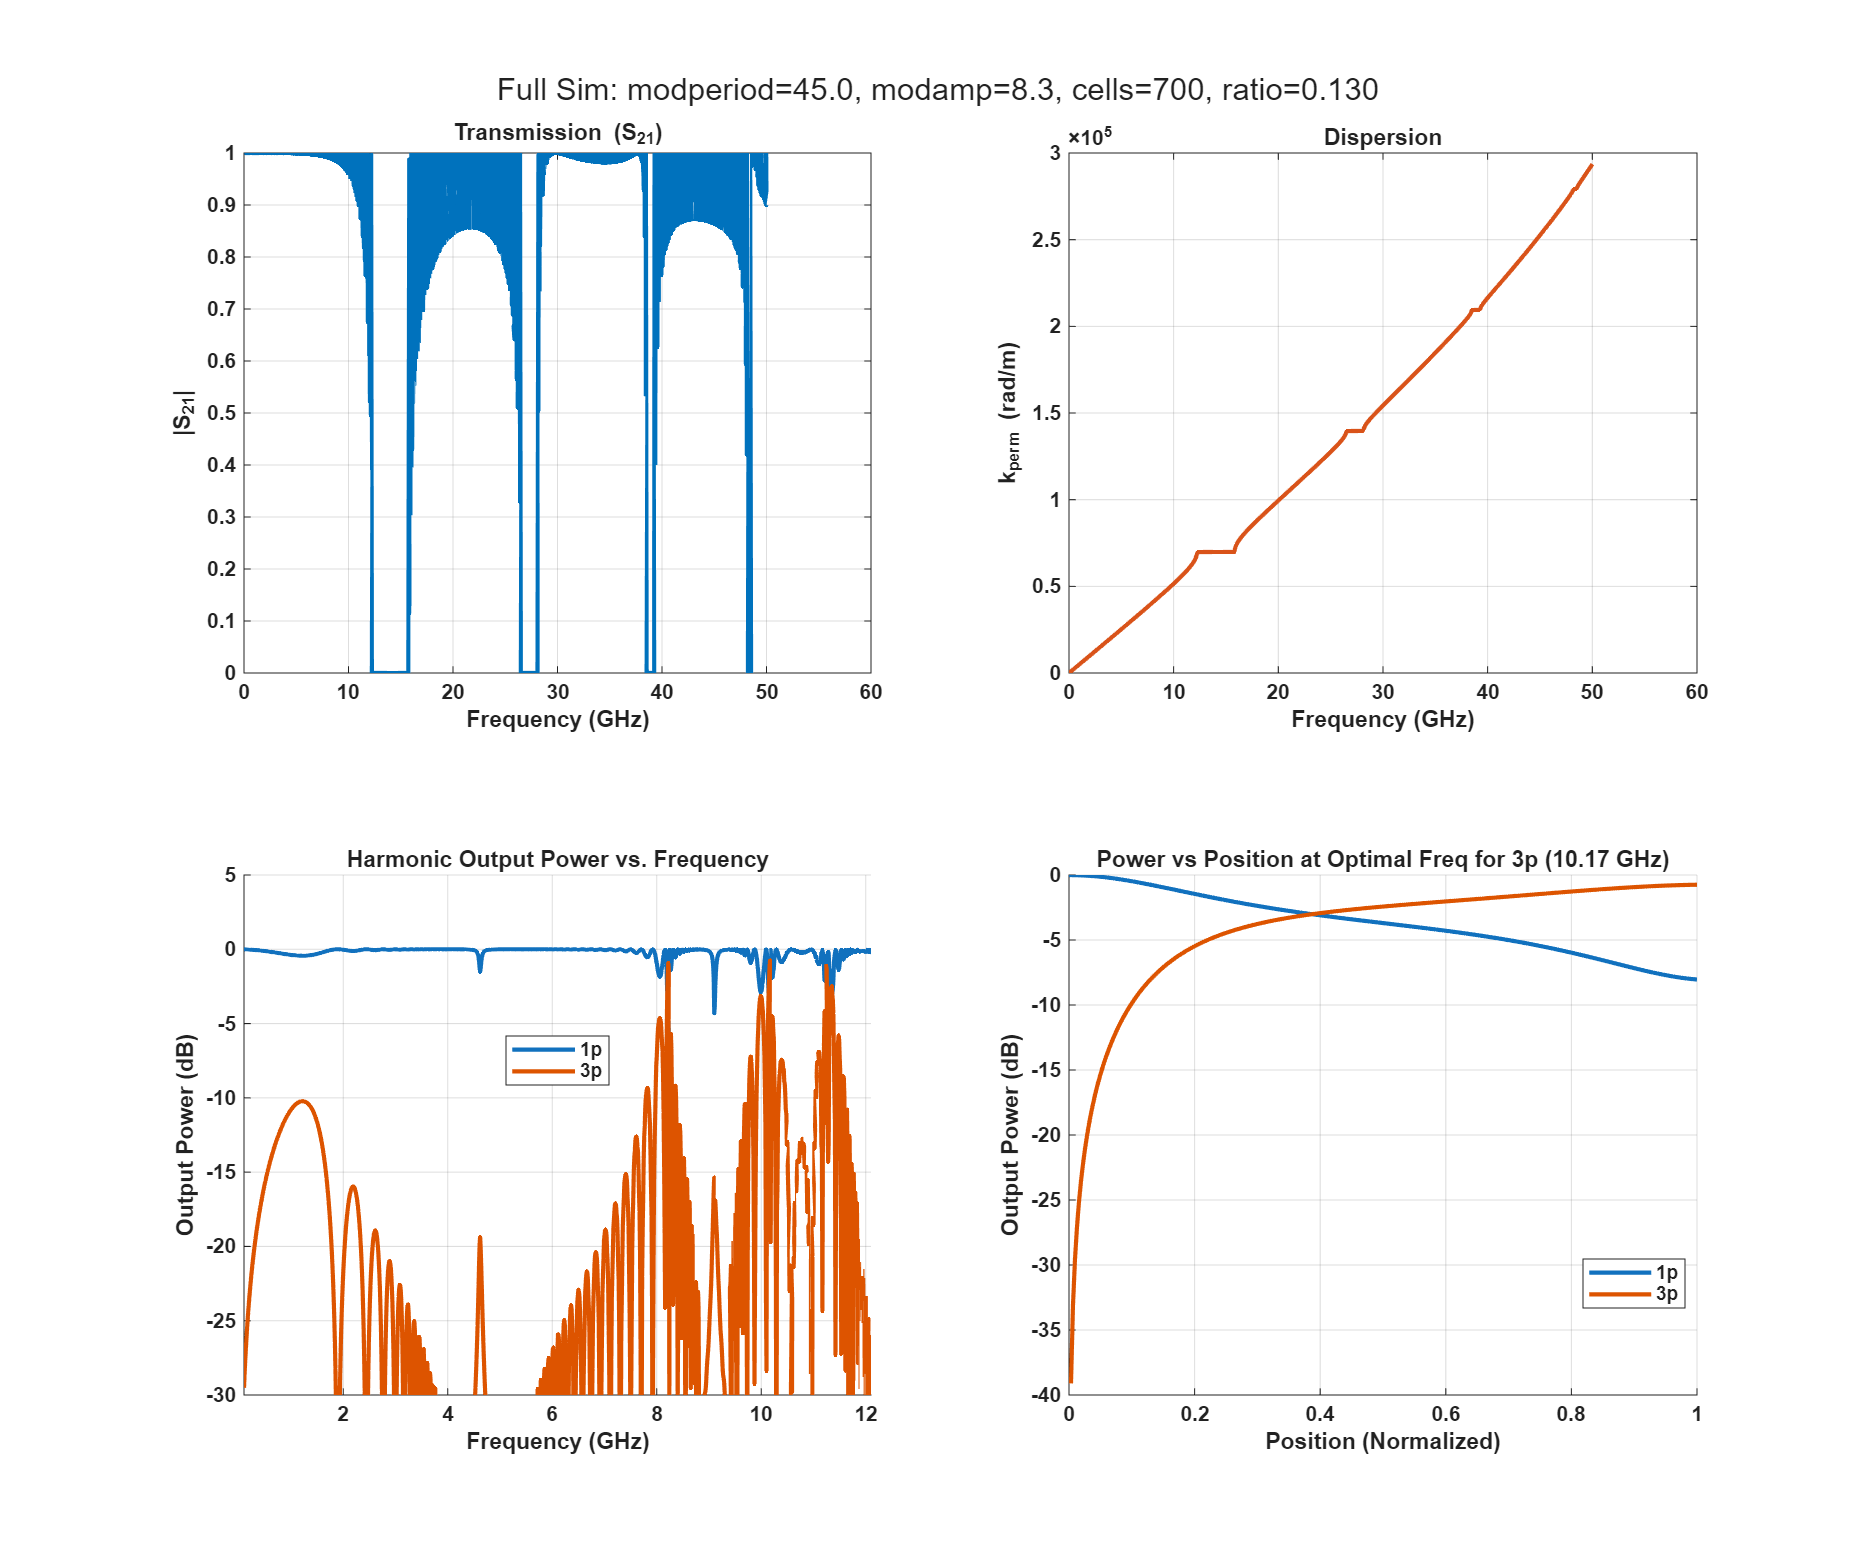 Full Sim: modperiod=45.0, modamp=8.3, cells=700, ratio=0.130
Transmission (S21)
1
0.9
0.8
0.7
0.6
0.5
0.4
0.3
0.2
0.1
0
|S21|
0 10 20 30 40 50 60
Frequency (GHz)
×10^5
Dispersion
3
2.5
2
1.5
1
0.5
0
kperm (rad/m)
0 10 20 30 40 50 60
Frequency (GHz)
Harmonic Output Power vs. Frequency
5
0
-5
-10
-15
-20
-25
-30
Output Power (dB)
1p
3p
2 4 6 8 10 12
Frequency (GHz)
Power vs Position at Optimal Freq for 3p (10.17 GHz)
0
-5
-10
-15
-20
-25
-30
-35
-40
Output Power (dB)
1p
3p
0 0.2 0.4 0.6 0.8 1
Position (Normalized)